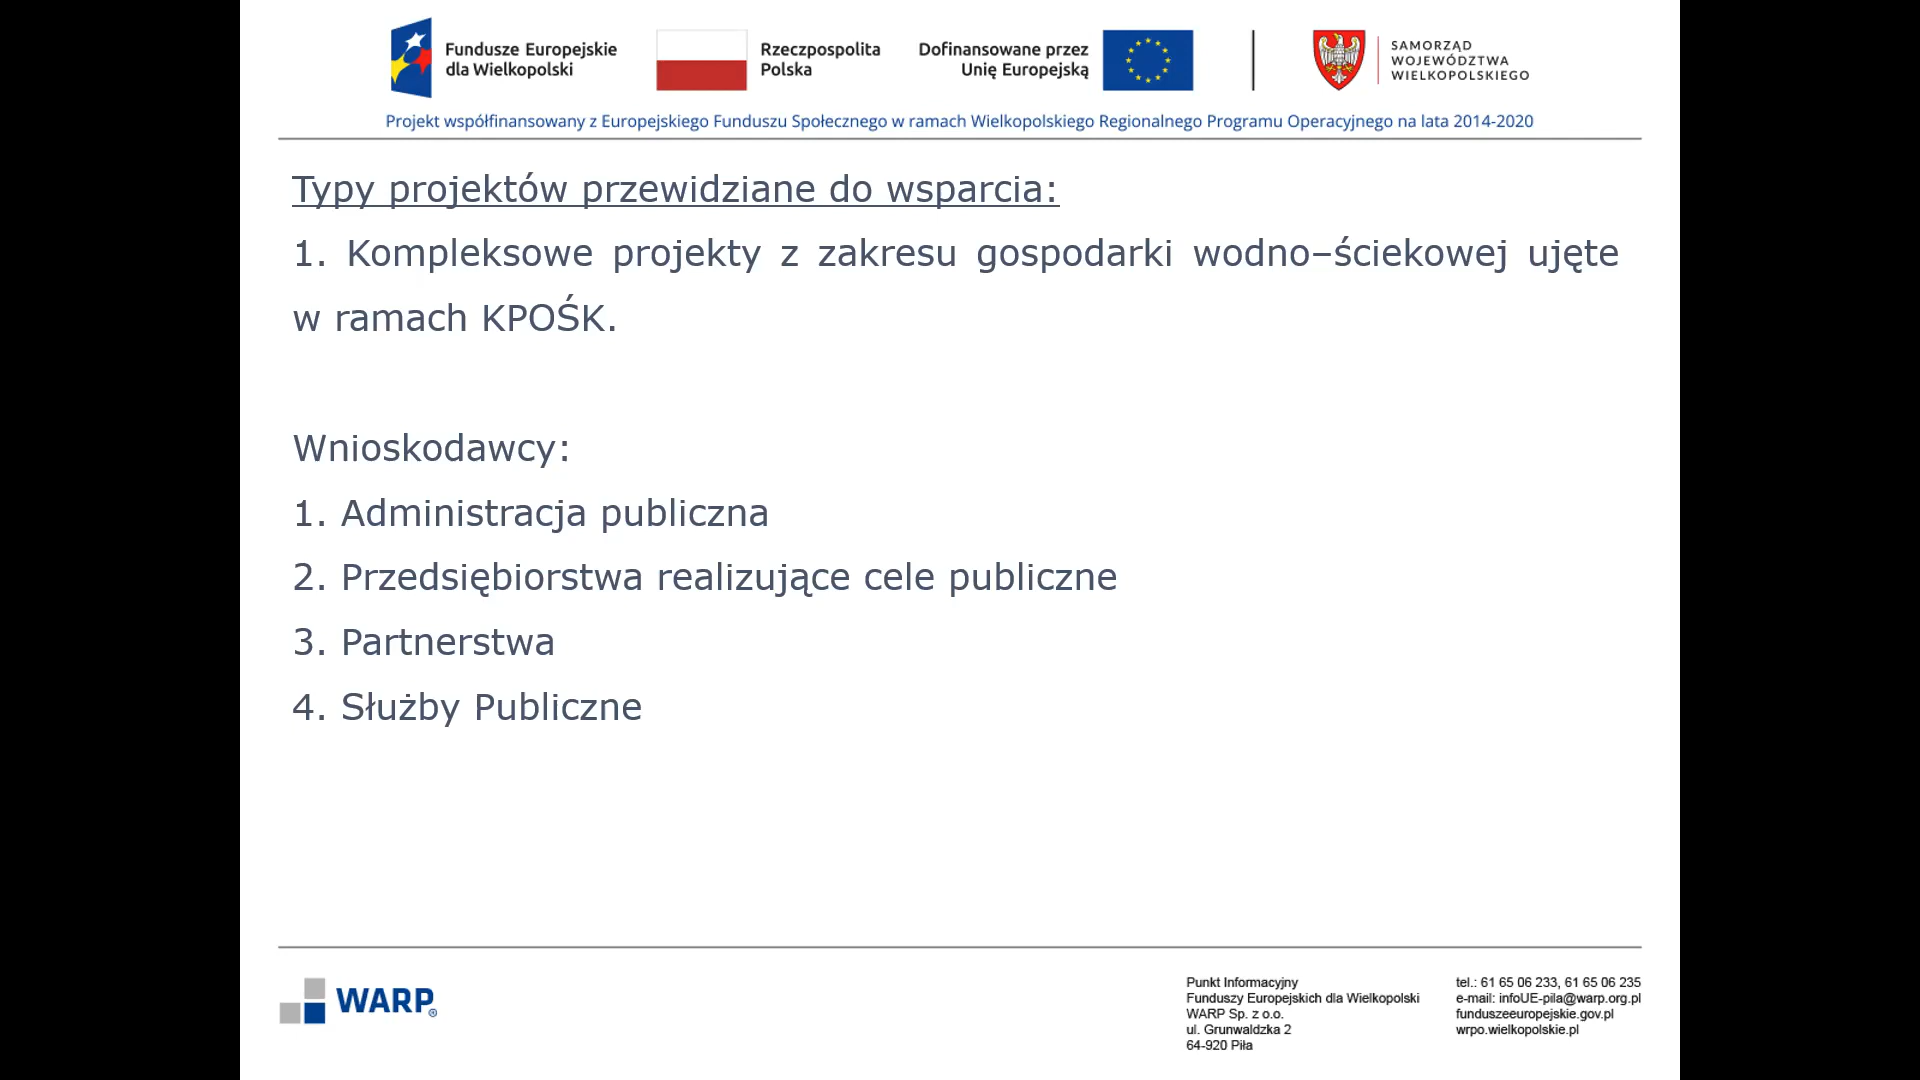 Fundusze Europejskie
dla Wielkopolski
Rzeczpospolita
Polska
Dofinansowane przez
Unię Europejską
SAMORZĄD
WOJEWÓDZTWA
WIELKOPOLSKIEGO
Projekt współfinansowany z Europejskiego Funduszu Społecznego w ramach Wielkopolskiego Regionalnego Programu Operacyjnego na lata 2014-2020
Typy projektów przewidziane do wsparcia:
1. Kompleksowe projekty z zakresu gospodarki wodno–ściekowej ujęte
w ramach KPOŚK.
Wnioskodawcy:
1. Administracja publiczna
2. Przedsiębiorstwa realizujące cele publiczne
3. Partnerstwa
4. Służby Publiczne
WARP®
Punkt Informacyjny
Funduszy Europejskich dla Wielkopolski
WARP Sp. z o.o.
ul. Grunwaldzka 2
64-920 Piła
tel.: 61 65 06 233, 61 65 06 235
e-mail: infoUE-pila@warp.org.pl
funduszeeuropejskie.gov.pl
wrpo.wielkopolskie.pl